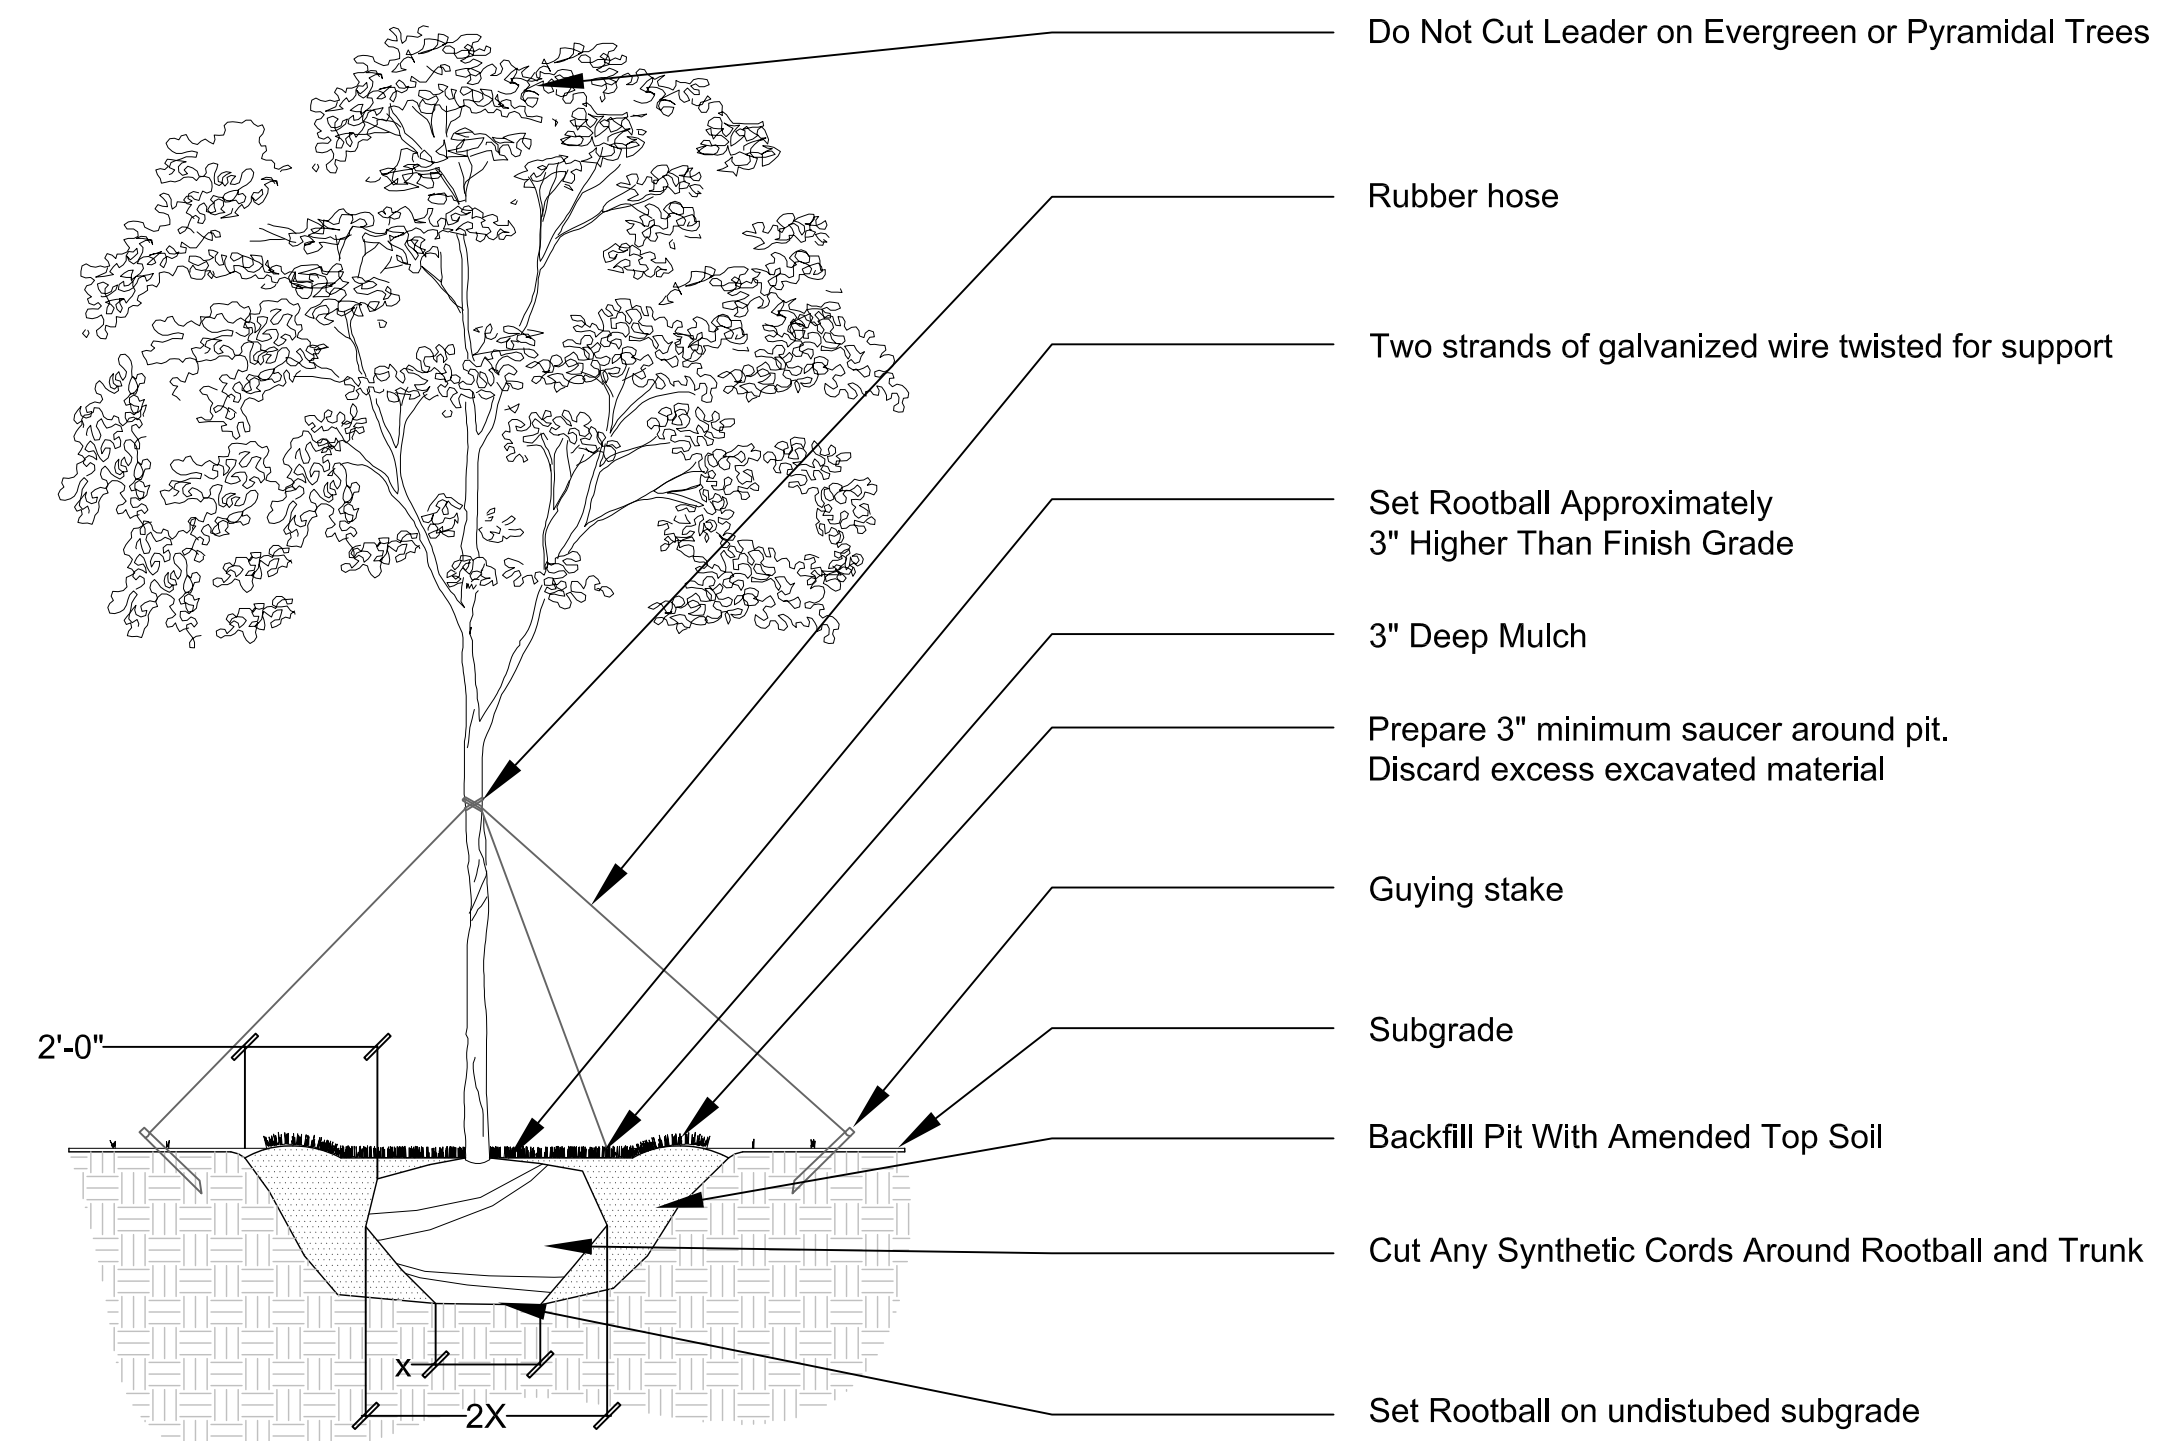 Do Not Cut Leader on Evergreen or Pyramidal Trees
Rubber hose
Two strands of galvanized wire twisted for support
Set Rootball Approximately
3" Higher Than Finish Grade
3" Deep Mulch
Prepare 3" minimum saucer around pit.
Discard excess excavated material
Guying stake
Subgrade
2'-0"
Backfill Pit With Amended Top Soil
Cut Any Synthetic Cords Around Rootball and Trunk
x
2X
Set Rootball on undistubed subgrade